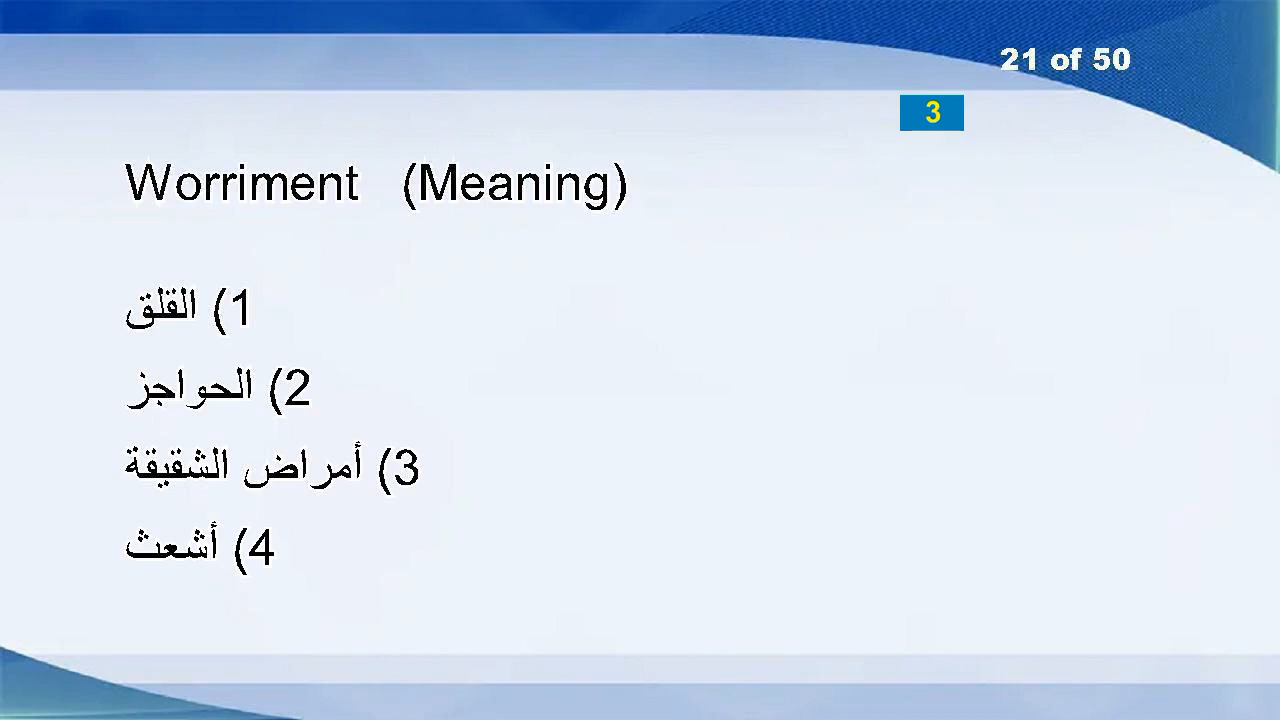 21 of 50
3
Worriment (Meaning)
1) القلق
2) الحواجز
3) أمراض الشقيقة
4) أشعث